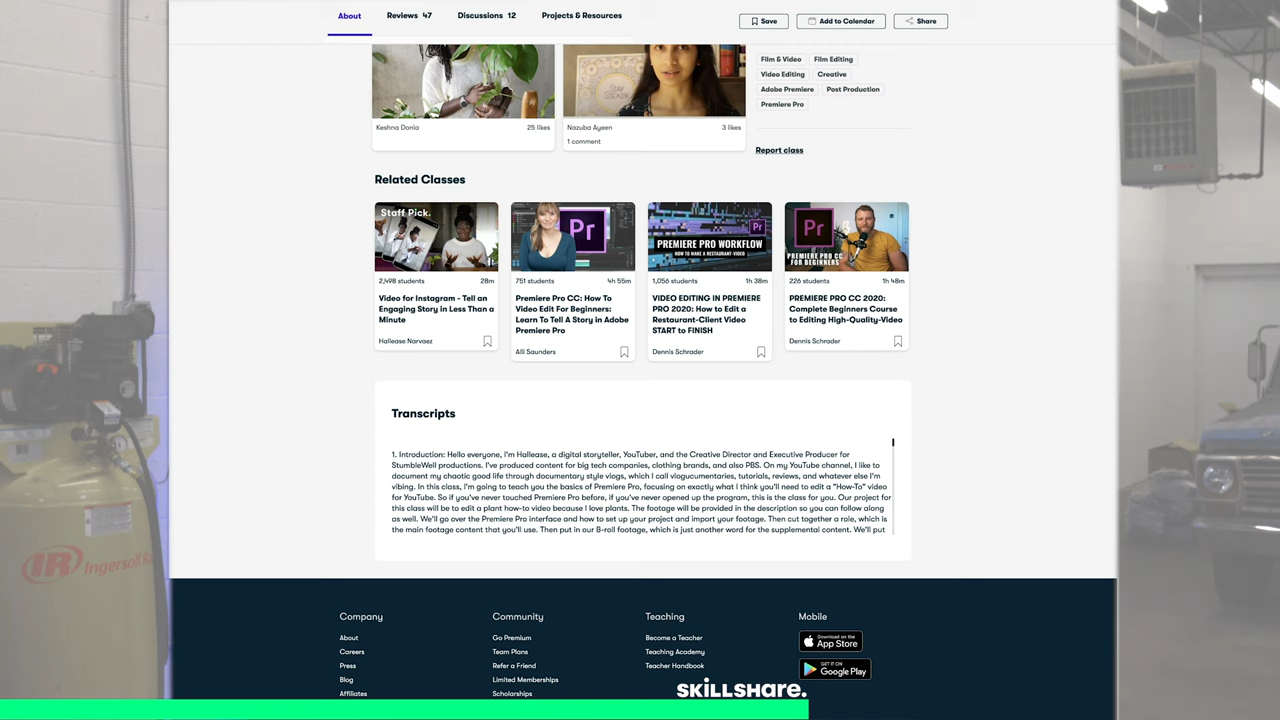 About
Reviews 47
Discussions 12
Projects & Resources
Save
Add to Calendar
Share
Film & Video
Film Editing
Video Editing
Creative
Adobe Premiere
Post Production
Premiere Pro
Keshna Donia
25 likes
Nazuba Ayeen
3 likes
1 comment
Report class
Related Classes
Staff Pick.
2,498 students
28m
Video for Instagram - Tell an
Engaging Story in Less Than a
Minute
Hallease Narvaez
Pr
751 students
4h 55m
Premiere Pro CC: How To
Video Edit For Beginners:
Learn To Tell A Story in Adobe
Premiere Pro
Alli Saunders
Pr
PREMIERE PRO WORKFLOW
HOW TO MAKE A RESTAURANT-VIDEO
1,056 students
1h 38m
VIDEO EDITING IN PREMIERE
PRO 2020: How to Edit a
Restaurant-Client Video
START to FINISH
Dennis Schrader
Pr
PREMIERE PRO CC
FOR BEGINNERS
226 students
1h 48m
PREMIERE PRO CC 2020:
Complete Beginners Course
to Editing High-Quality-Video
Dennis Schrader
Transcripts
1. Introduction: Hello everyone, I'm Hallease, a digital storyteller, YouTuber, and the Creative Director and Executive Producer for
StumbleWell productions. I've produced content for big tech companies, clothing brands, and also PBS. On my YouTube channel, I like to
document my chaotic good life through documentary style vlogs, which I call vlogucumentaries, tutorials, reviews, and whatever else I'm
vibing. In this class, I'm going to teach you the basics of Premiere Pro, focusing on exactly what I think you'll need to edit a "How-To" video
for YouTube. So if you've never touched Premiere Pro before, if you've never opened up the program, this is the class for you. Our project for
this class will be to edit a plant how-to video because I love plants. The footage will be provided in the description so you can follow along
as well. We'll go over the Premiere Pro interface and how to set up your project and import your footage. Then cut together a role, which is
the main footage content that you'll use. Then put in our B-roll footage, which is just another word for the supplemental content. We'll put
IR Ingersoll
Company
About
Careers
Press
Blog
Affiliates
Community
Go Premium
Team Plans
Refer a Friend
Limited Memberships
Scholarships
Teaching
Become a Teacher
Teaching Academy
Teacher Handbook
Mobile
Download on the
App Store
GET IT ON
Google Play
SKILLSHARE.